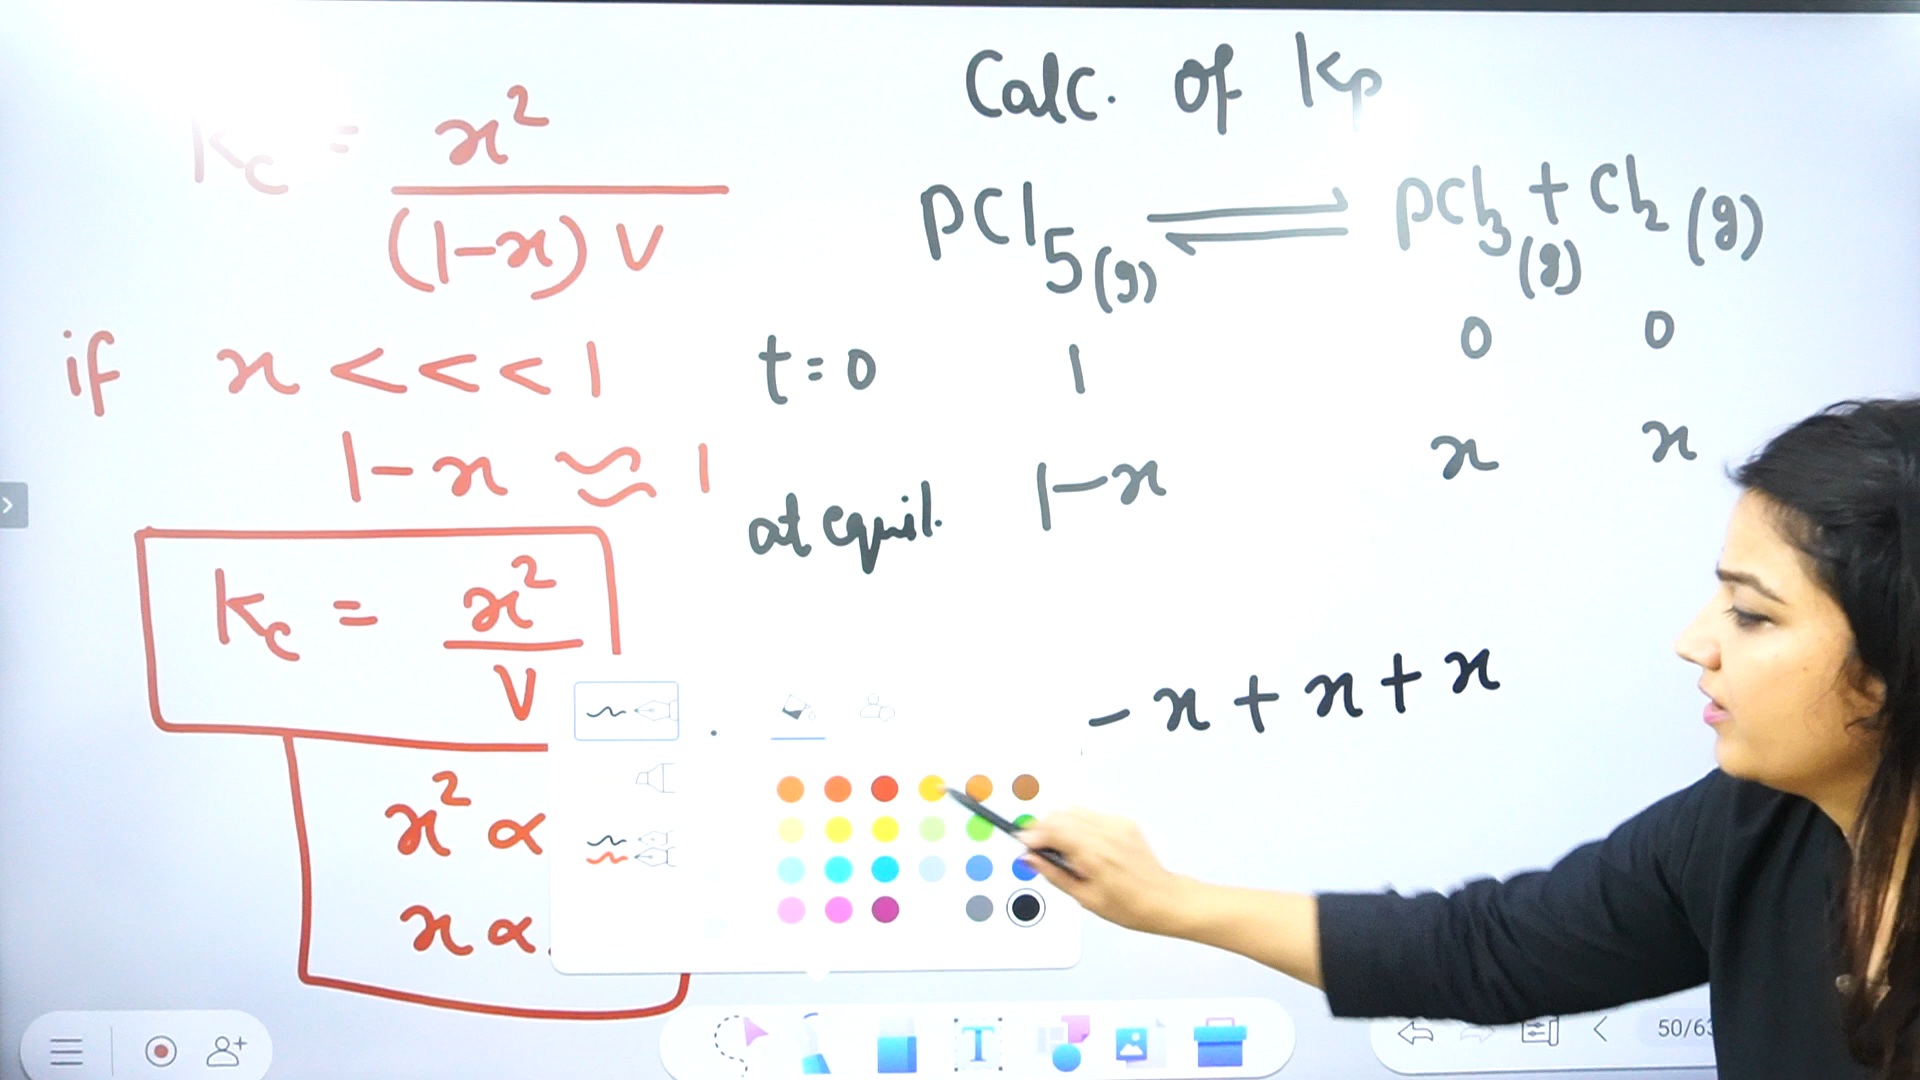 Kc = x²
(1-x) V
if x <<< 1
1-x ≈ 1
Kc = x²
V
x² ∝
x ∝
Calc. of Kp
PCl5(g) ⇌ PCl3(g) + Cl2(g)
t=0 1 0 0
at equil. 1-x x x
-x + x + x
T
50/63